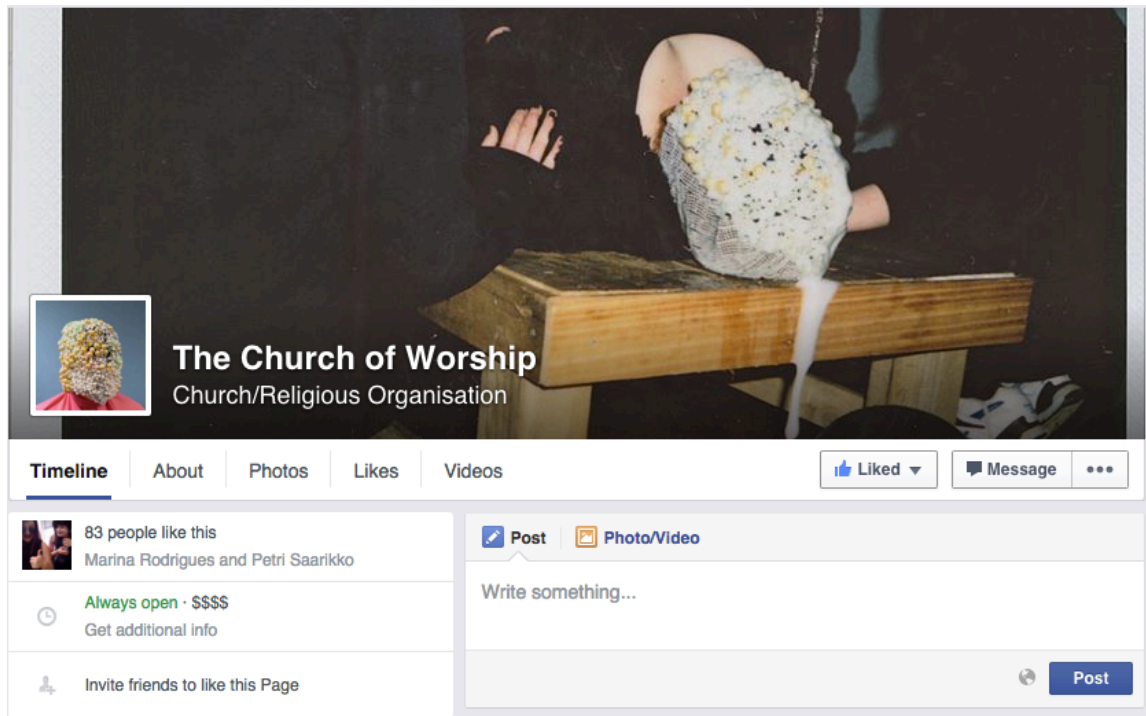 The Church of Worship
Church/Religious Organisation
Timeline About Photos Likes Videos
Liked Message
83 people like this
Marina Rodrigues and Petri Saarikko
Always open · $$$$
Get additional info
Invite friends to like this Page
Post Photo/Video
Write something...
Post